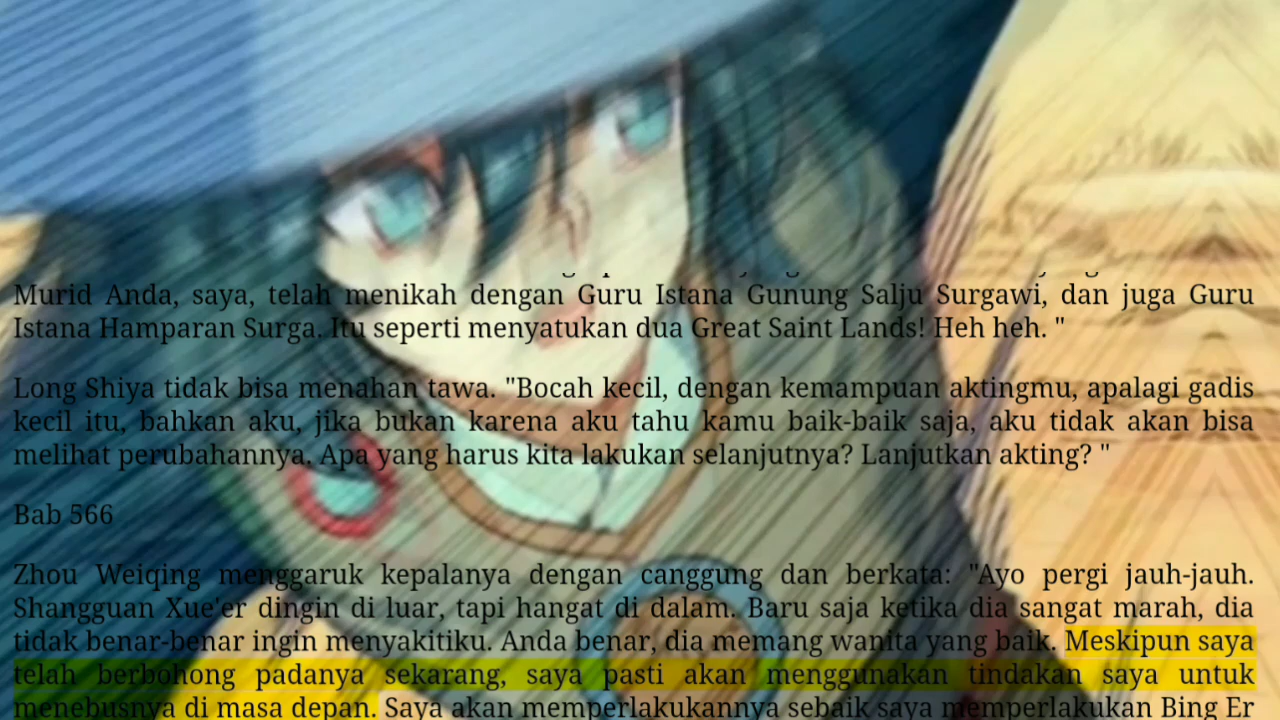 Murid Anda, saya, telah menikah dengan Guru Istana Gunung Salju Surgawi, dan juga Guru
Istana Hamparan Surga. Itu seperti menyatukan dua Great Saint Lands! Heh heh. "
Long Shiya tidak bisa menahan tawa. "Bocah kecil, dengan kemampuan aktingmu, apalagi gadis
kecil itu, bahkan aku, jika bukan karena aku tahu kamu baik-baik saja, aku tidak akan bisa
melihat perubahannya. Apa yang harus kita lakukan selanjutnya? Lanjutkan akting? "
Bab 566
Zhou Weiqing menggaruk kepalanya dengan canggung dan berkata: "Ayo pergi jauh-jauh.
Shangguan Xue'er dingin di luar, tapi hangat di dalam. Baru saja ketika dia sangat marah, dia
tidak benar-benar ingin menyakitiku. Anda benar, dia memang wanita yang baik. Meskipun saya
telah berbohong padanya sekarang, saya pasti akan menggunakan tindakan saya untuk
menebusnya di masa depan. Saya akan memperlakukannya sebaik saya memperlakukan Bing Er